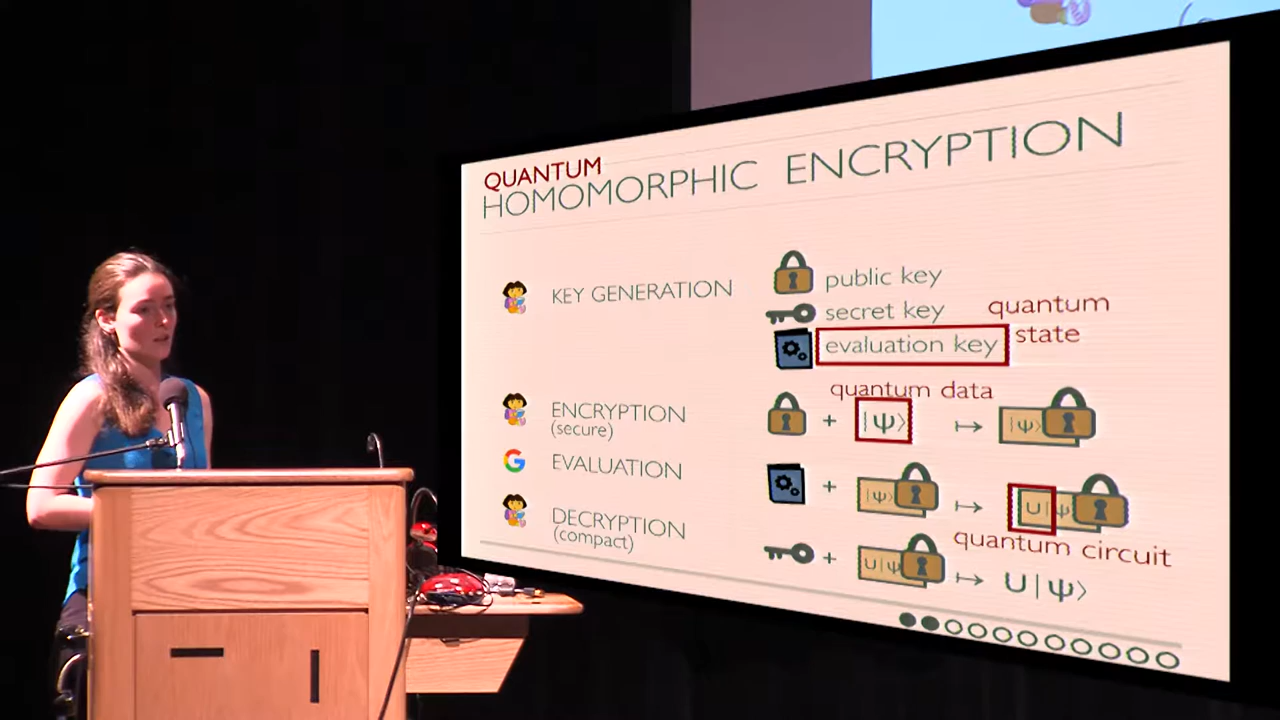 QUANTUM
HOMOMORPHIC ENCRYPTION
KEY GENERATION
public key
secret key
evaluation key
quantum
state
ENCRYPTION
(secure)
quantum data
+ |ψ⟩ ↦ |ψ⟩
EVALUATION
+ |ψ⟩ ↦ U|ψ
quantum circuit
DECRYPTION
(compact)
+ U|ψ ↦ U|ψ⟩